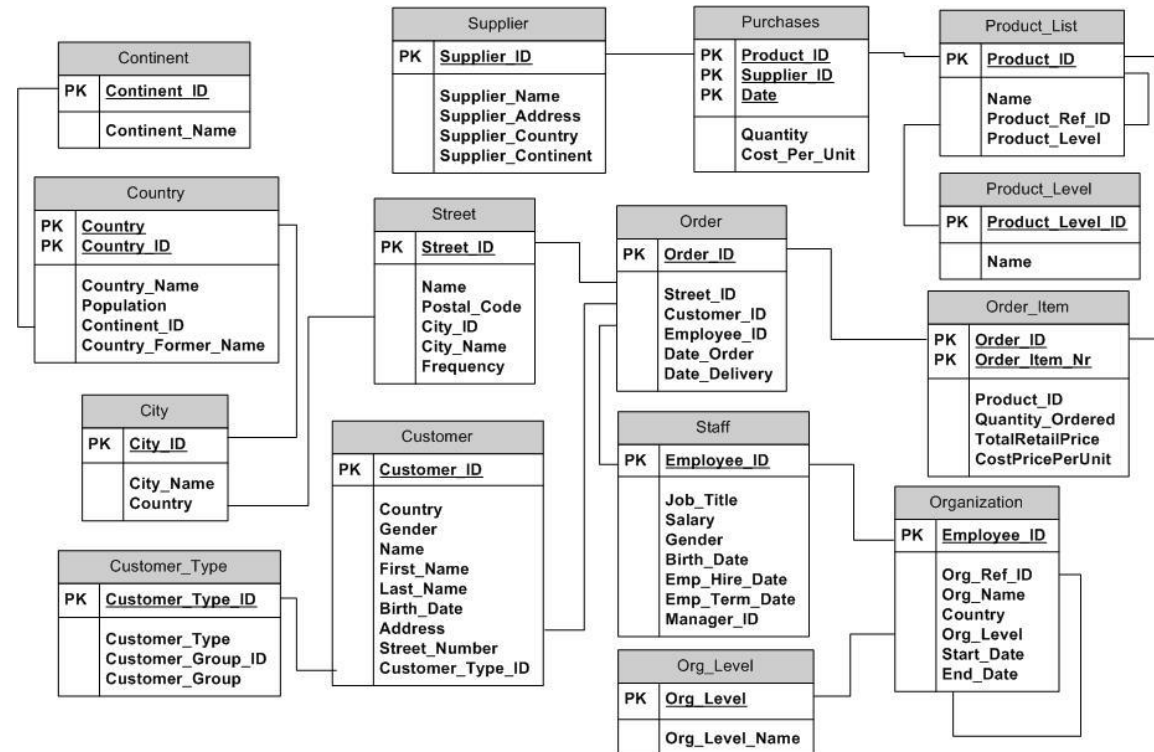 Continent
PK Continent_ID
Continent_Name
Country
PK Country
PK Country_ID
Country_Name
Population
Continent_ID
Country_Former_Name
City
PK City_ID
City_Name
Country
Customer_Type
PK Customer_Type_ID
Customer_Type
Customer_Group_ID
Customer_Group
Supplier
PK Supplier_ID
Supplier_Name
Supplier_Address
Supplier_Country
Supplier_Continent
Street
PK Street_ID
Name
Postal_Code
City_ID
City_Name
Frequency
Customer
PK Customer_ID
Country
Gender
Name
First_Name
Last_Name
Birth_Date
Address
Street_Number
Customer_Type_ID
Purchases
PK Product_ID
PK Supplier_ID
PK Date
Quantity
Cost_Per_Unit
Order
PK Order_ID
Street_ID
Customer_ID
Employee_ID
Date_Order
Date_Delivery
Staff
PK Employee_ID
Job_Title
Salary
Gender
Birth_Date
Emp_Hire_Date
Emp_Term_Date
Manager_ID
Org_Level
PK Org_Level
Org_Level_Name
Product_List
PK Product_ID
Name
Product_Ref_ID
Product_Level
Product_Level
PK Product_Level_ID
Name
Order_Item
PK Order_ID
PK Order_Item_Nr
Product_ID
Quantity_Ordered
TotalRetailPrice
CostPricePerUnit
Organization
PK Employee_ID
Org_Ref_ID
Org_Name
Country
Org_Level
Start_Date
End_Date